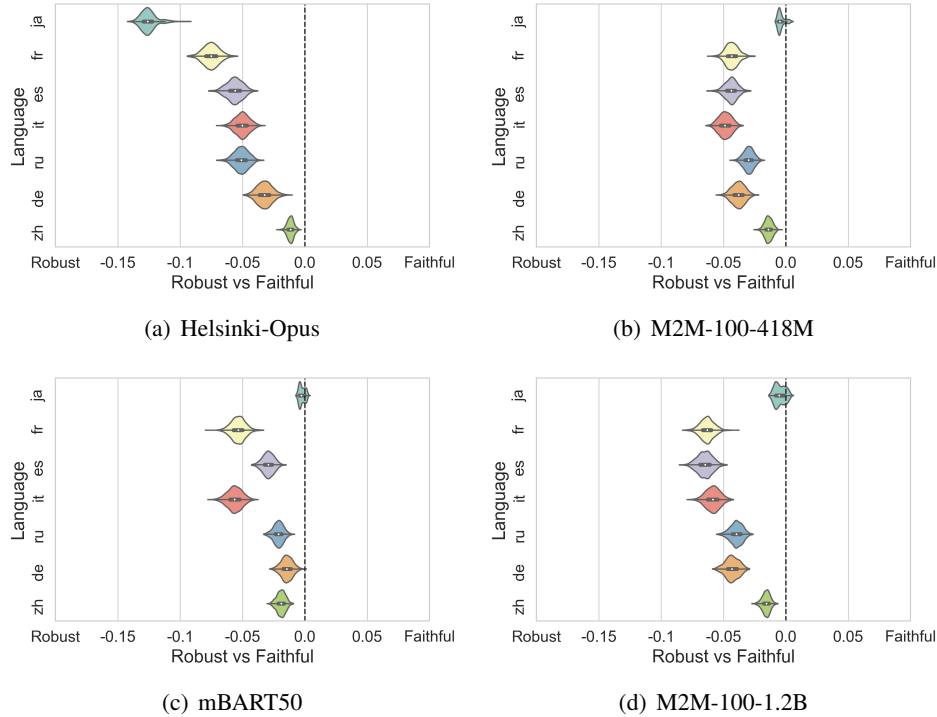 ja
fr
es
it
ru
de
zh
Language
Robust -0.15 -0.1 -0.05 0.0 0.05 Faithful
Robust vs Faithful
(a) Helsinki-Opus
ja
fr
es
it
ru
de
zh
Language
Robust -0.15 -0.1 -0.05 0.0 0.05 Faithful
Robust vs Faithful
(b) M2M-100-418M
ja
fr
es
it
ru
de
zh
Language
Robust -0.15 -0.1 -0.05 0.0 0.05 Faithful
Robust vs Faithful
(c) mBART50
ja
fr
es
it
ru
de
zh
Language
Robust -0.15 -0.1 -0.05 0.0 0.05 Faithful
Robust vs Faithful
(d) M2M-100-1.2B